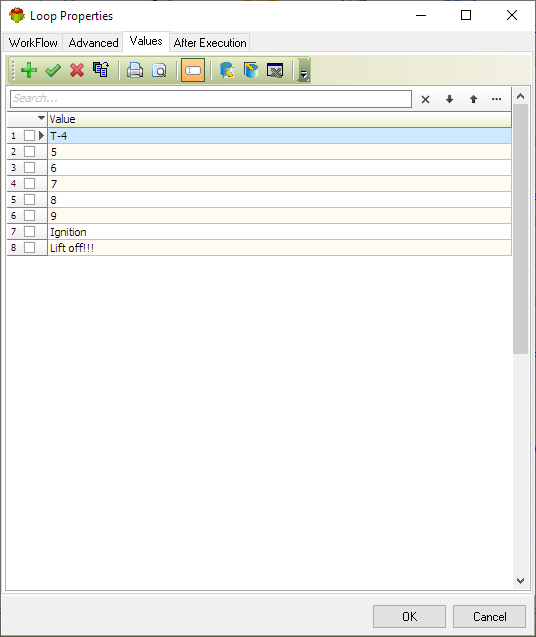 Loop Properties
WorkFlow Advanced Values After Execution
Search...
Value
1 T-4
2 5
3 6
4 7
5 8
6 9
7 Ignition
8 Lift off!!!
OK Cancel